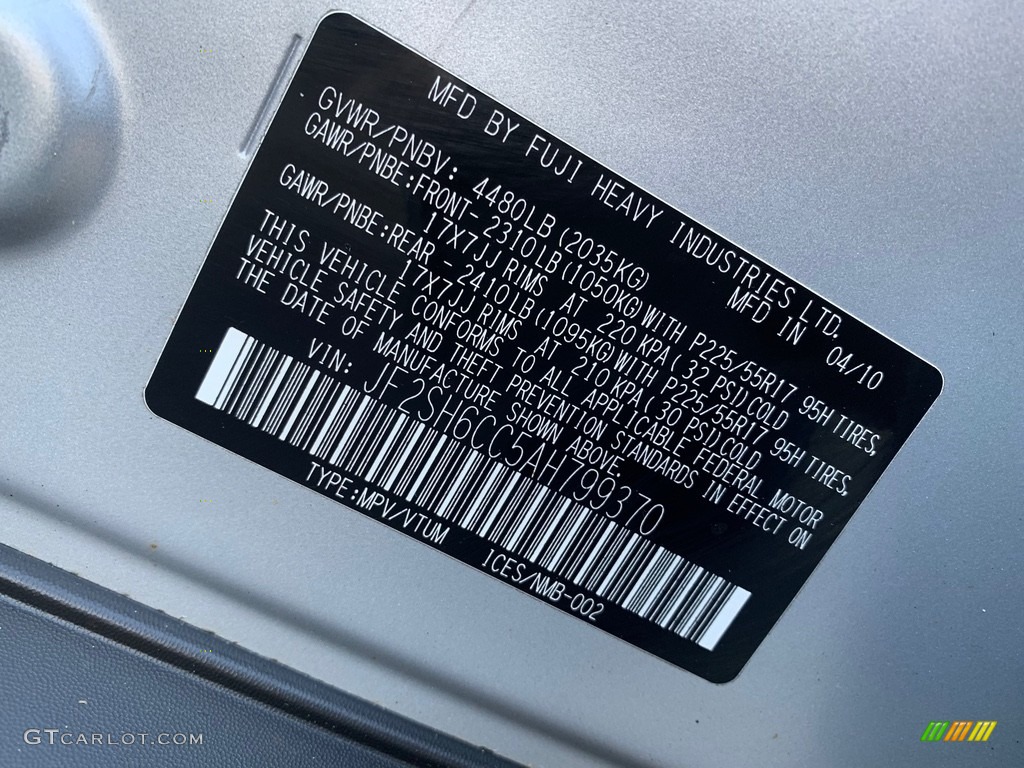 MFD BY FUJI HEAVY INDUSTRIES LTD.
MFD IN 04/10
GVWR/PNBV: 4480LB (2035KG)
GAWR/PNBE:FRONT-2310LB(1050KG)WITH P225/55R17 95H TIRES,
17X7JJ RIMS AT 220 KPA( 32 PSI)COLD
GAWR/PNBE:REAR -2410LB(1095KG)WITH P225/55R17 95H TIRES,
17X7JJ RIMS AT 210 KPA( 30 PSI)COLD
THIS VEHICLE CONFORMS TO ALL APPLICABLE FEDERAL MOTOR
VEHICLE SAFETY AND THEFT PREVENTION STANDARDS IN EFFECT ON
THE DATE OF MANUFACTURE SHOWN ABOVE.
VIN: JF2SH6CC5AH799370
TYPE:MPV/VTUM ICES/NMB-002
GTCARLOT.COM